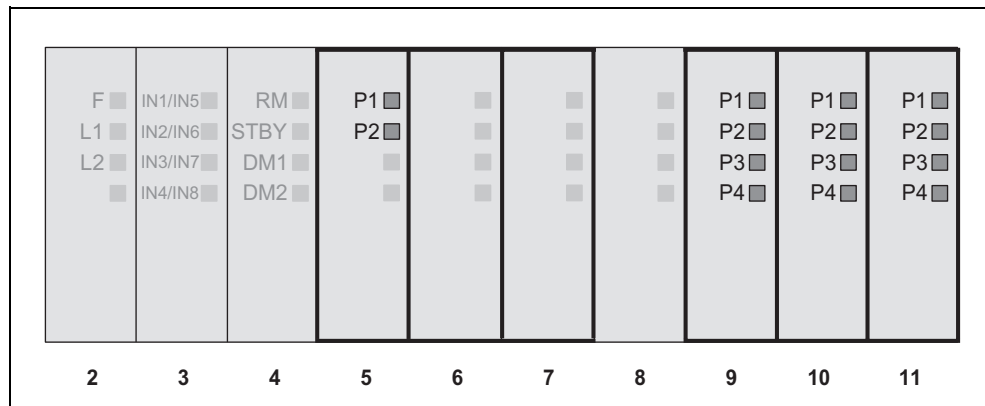 F IN1/IN5 RM P1 P1 P1 P1
L1 IN2/IN6 STBY P2 P2 P2 P2
L2 IN3/IN7 DM1 P3 P3 P3
IN4/IN8 DM2 P4 P4 P4
2 3 4 5 6 7 8 9 10 11